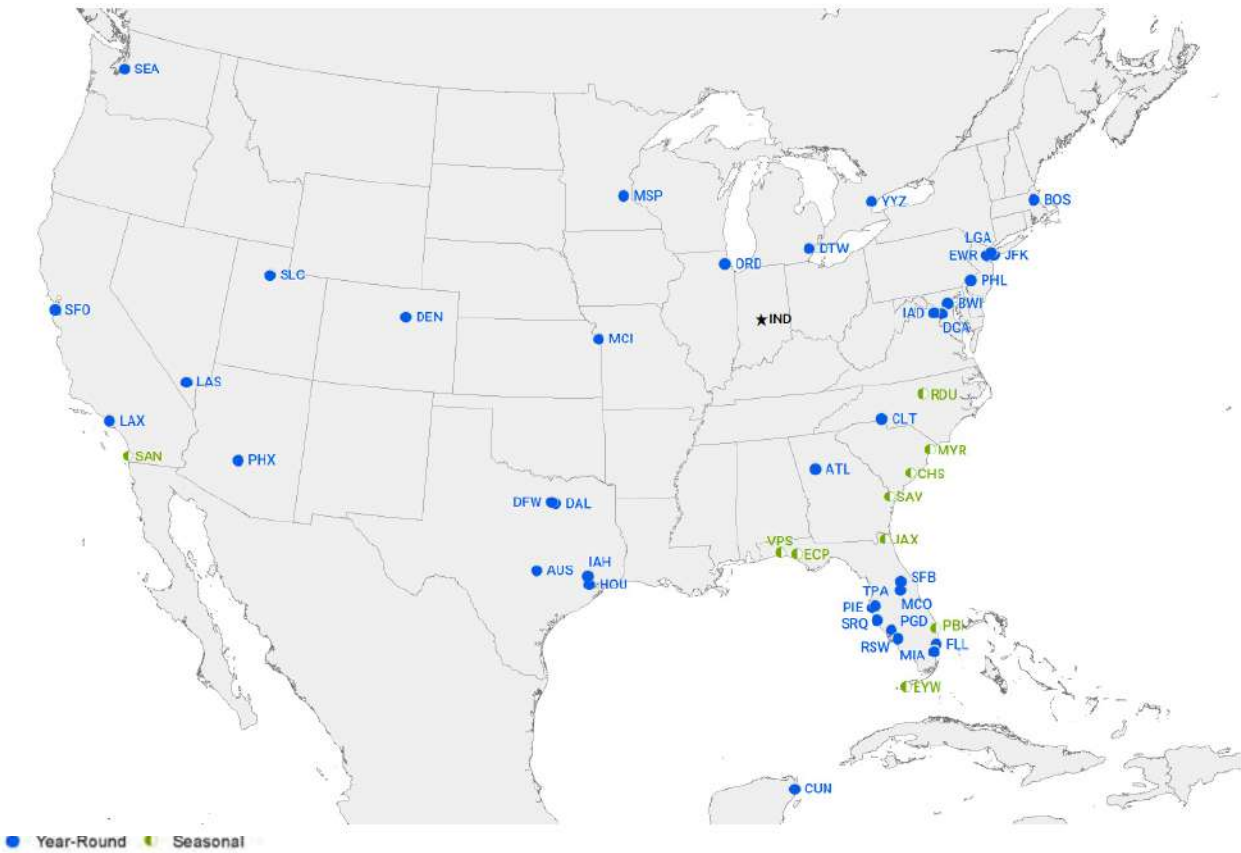 SEA
MSP
YYZ
BOS
DTW
LGA
EWR
JFK
ORD
SLC
PHL
SFO
DEN
IND
BWI
IAD
DCA
MCI
LAS
RDU
LAX
CLT
SAN
PHX
MYR
ATL
CHS
DFW
DAL
SAV
JAX
VPS
ECP
IAH
AUS
HOU
SFB
TPA
MCO
PIE
SRQ
PGD
PBI
RSW
MIA
FLL
EYW
CUN
Year-Round
Seasonal